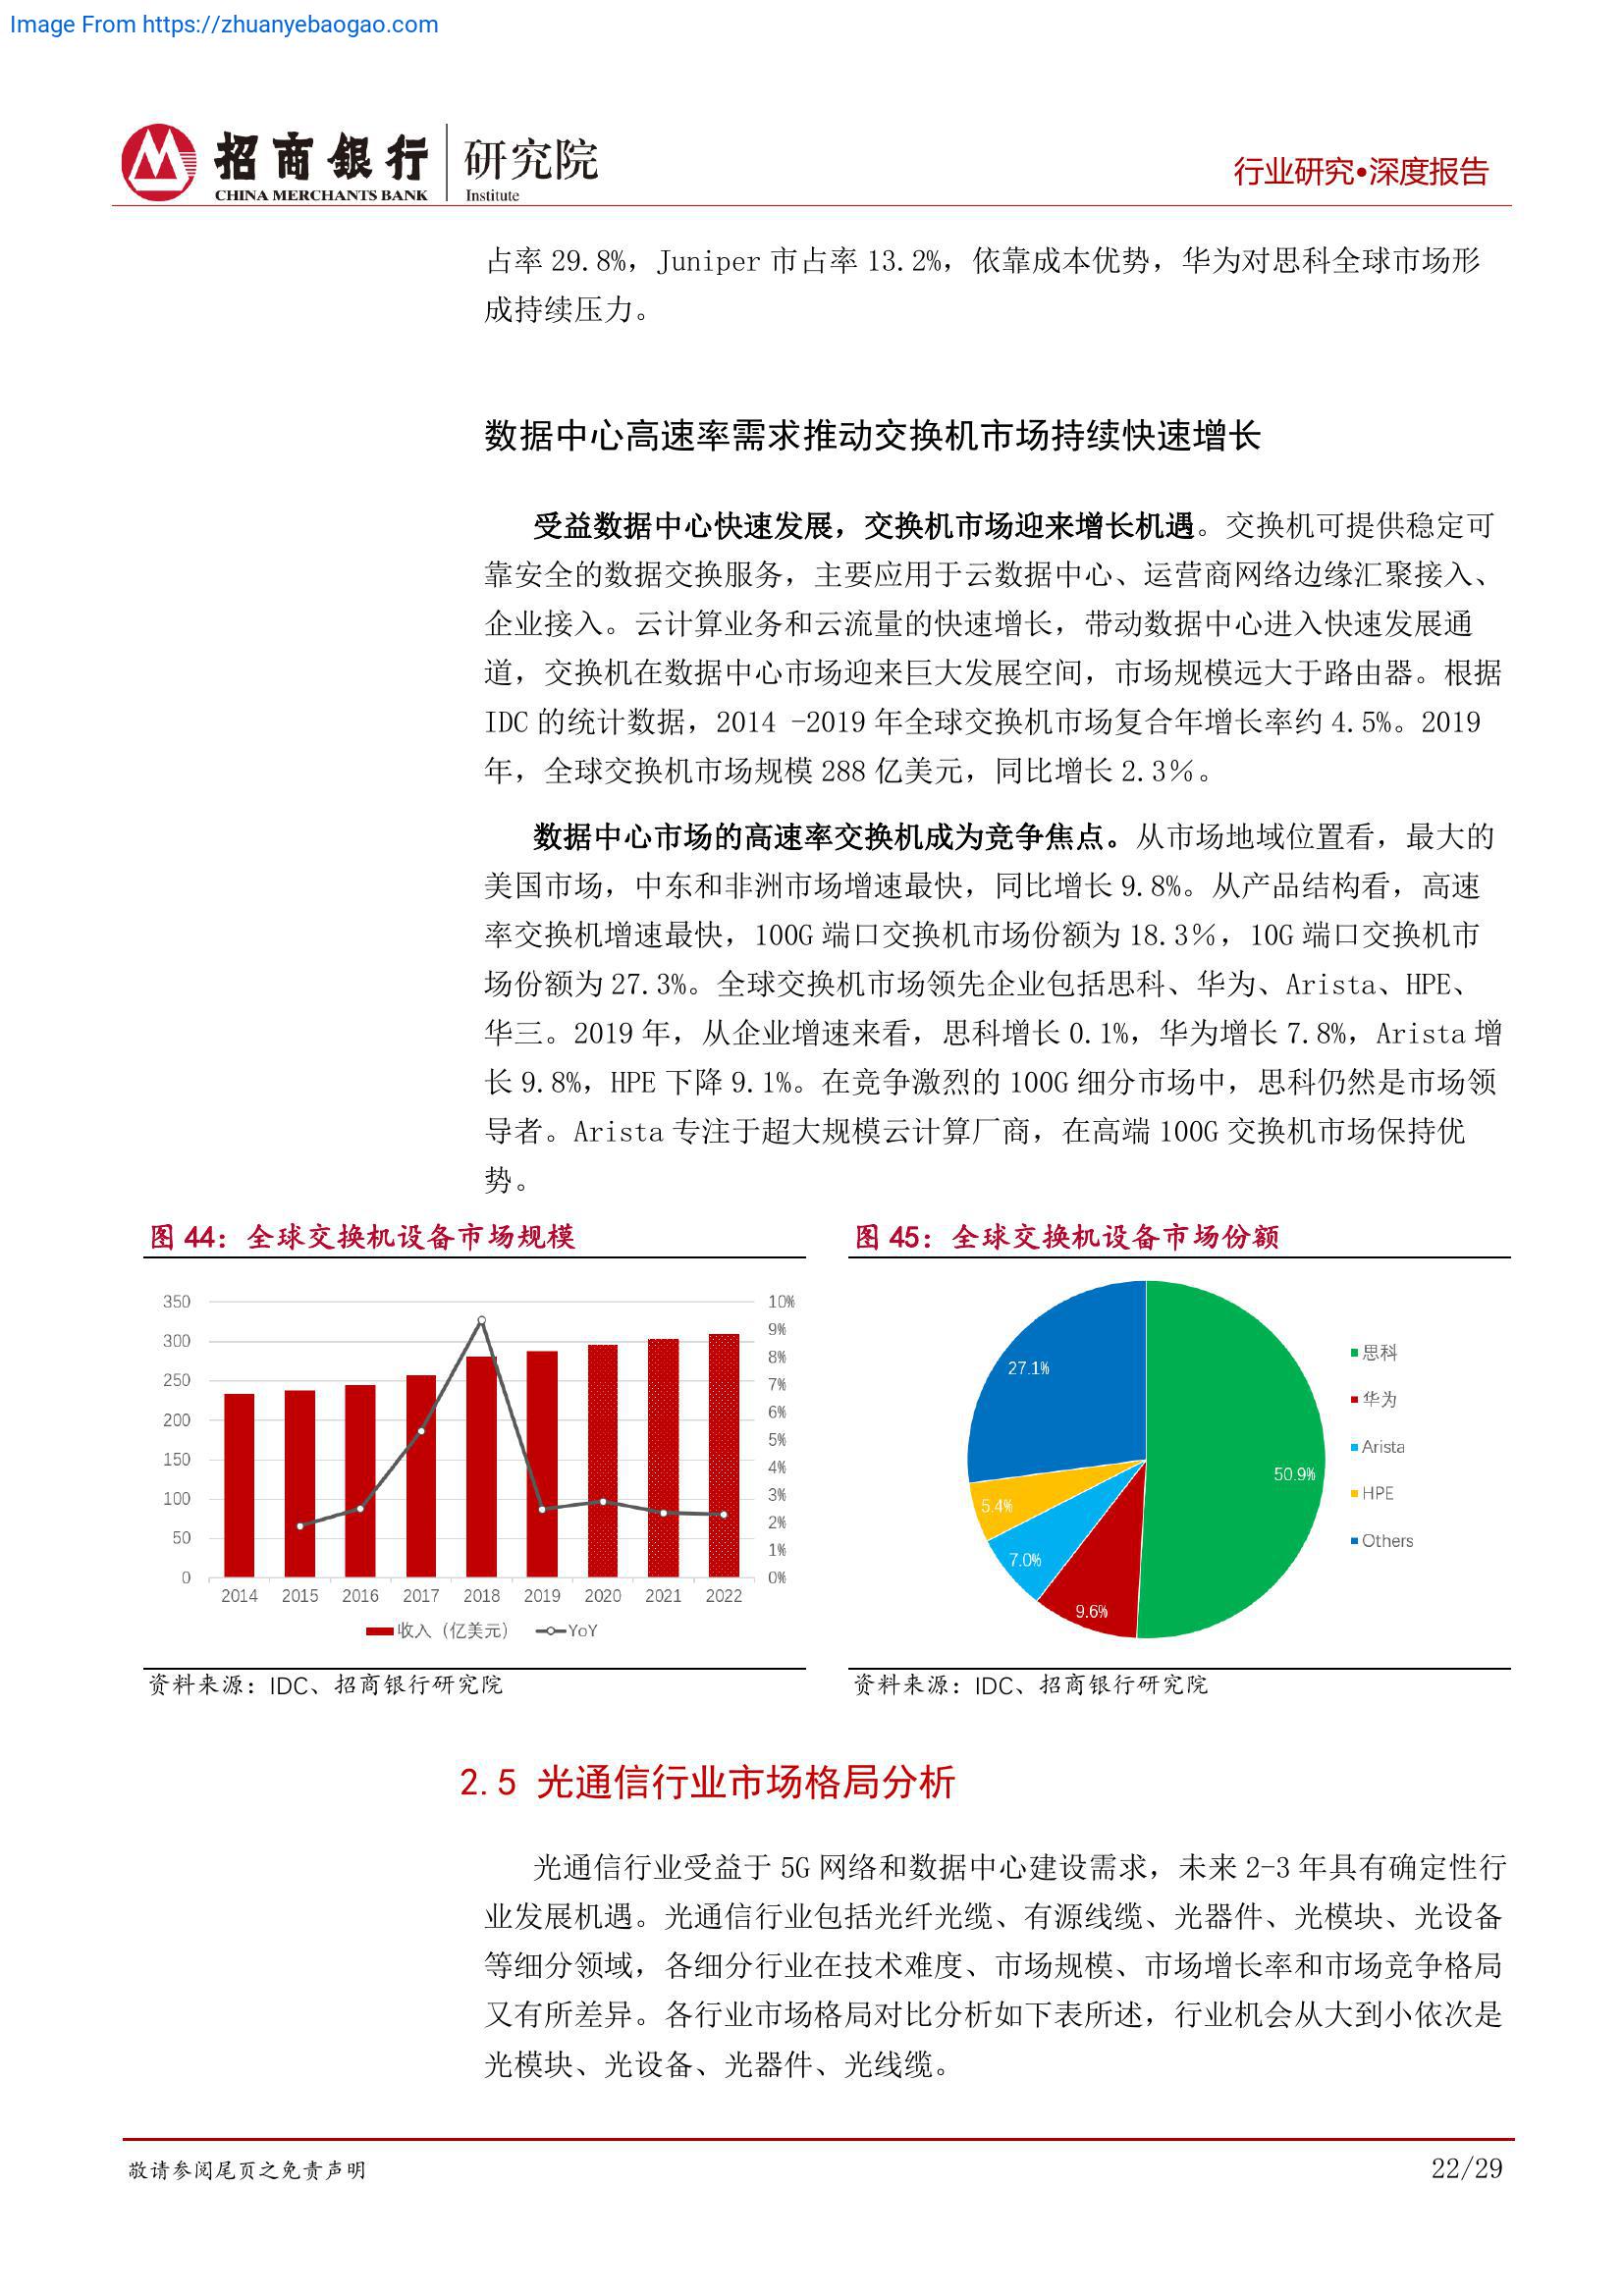 Image From https://zhuanyebaogao.com
招商银行 研究院
CHINA MERCHANTS BANK Institute
行业研究•深度报告
占率 29.8%，Juniper 市占率 13.2%，依靠成本优势，华为对思科全球市场形
成持续压力。
数据中心高速率需求推动交换机市场持续快速增长
受益数据中心快速发展，交换机市场迎来增长机遇。交换机可提供稳定可
靠安全的数据交换服务，主要应用于云数据中心、运营商网络边缘汇聚接入、
企业接入。云计算业务和云流量的快速增长，带动数据中心进入快速发展通
道，交换机在数据中心市场迎来巨大发展空间，市场规模远大于路由器。根据
IDC 的统计数据，2014 -2019 年全球交换机市场复合年增长率约 4.5%。2019
年，全球交换机市场规模 288 亿美元，同比增长 2.3％。
数据中心市场的高速率交换机成为竞争焦点。从市场地域位置看，最大的
美国市场，中东和非洲市场增速最快，同比增长 9.8%。从产品结构看，高速
率交换机增速最快，100G 端口交换机市场份额为 18.3％，10G 端口交换机市
场份额为 27.3%。全球交换机市场领先企业包括思科、华为、Arista、HPE、
华三。2019 年，从企业增速来看，思科增长 0.1%，华为增长 7.8%，Arista 增
长 9.8%，HPE 下降 9.1%。在竞争激烈的 100G 细分市场中，思科仍然是市场领
导者。Arista 专注于超大规模云计算厂商，在高端 100G 交换机市场保持优
势。
图 44：全球交换机设备市场规模
350
300
250
200
150
100
50
0
10%
9%
8%
7%
6%
5%
4%
3%
2%
1%
0%
2014 2015 2016 2017 2018 2019 2020 2021 2022
收入（亿美元） YoY
资料来源：IDC、招商银行研究院
图 45：全球交换机设备市场份额
27.1%
5.4%
7.0%
9.6%
50.9%
思科
华为
Arista
HPE
Others
资料来源：IDC、招商银行研究院
2.5 光通信行业市场格局分析
光通信行业受益于 5G 网络和数据中心建设需求，未来 2-3 年具有确定性行
业发展机遇。光通信行业包括光纤光缆、有源线缆、光器件、光模块、光设备
等细分领域，各细分行业在技术难度、市场规模、市场增长率和市场竞争格局
又有所差异。各行业市场格局对比分析如下表所述，行业机会从大到小依次是
光模块、光设备、光器件、光线缆。
敬请参阅尾页之免责声明
22/29